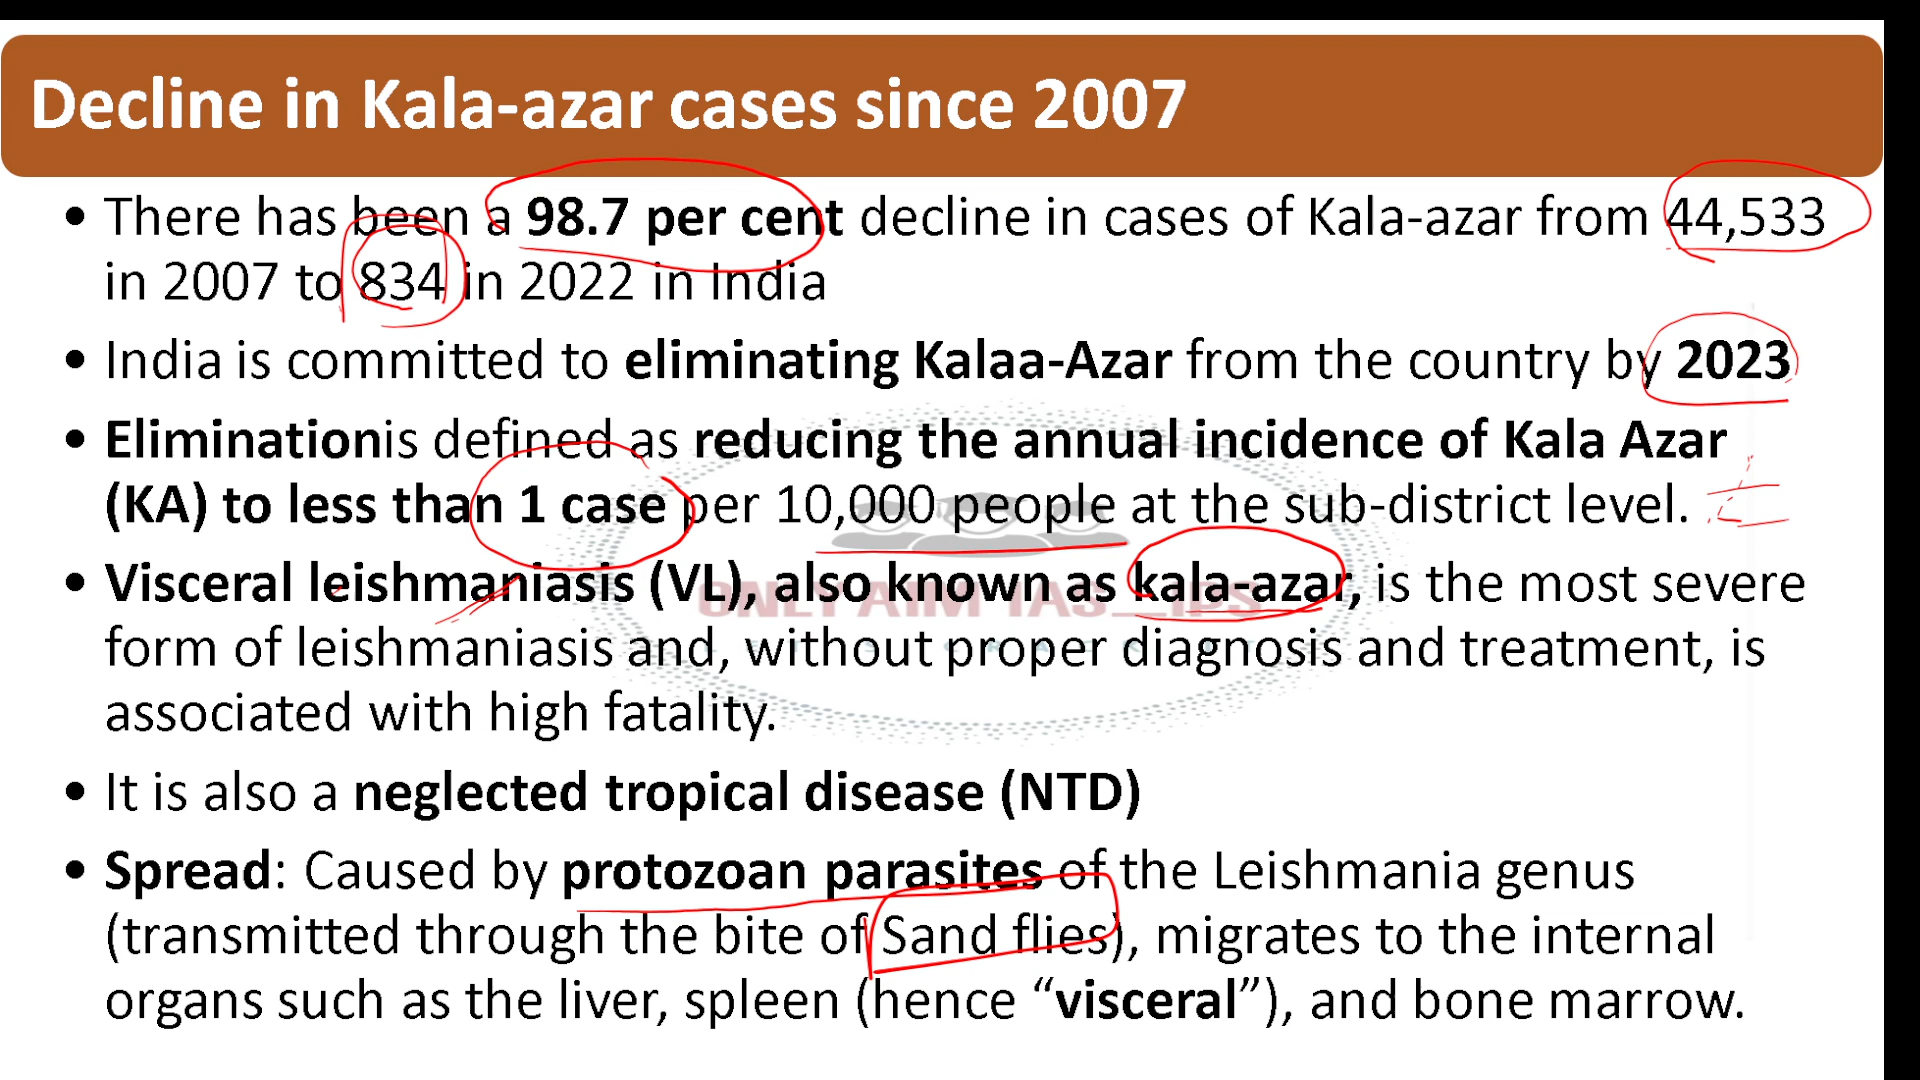 Decline in Kala-azar cases since 2007
• There has been a 98.7 per cent decline in cases of Kala-azar from 44,533
in 2007 to 834 in 2022 in India
• India is committed to eliminating Kalaa-Azar from the country by 2023
• Eliminationis defined as reducing the annual incidence of Kala Azar
(KA) to less than 1 case per 10,000 people at the sub-district level.
• Visceral leishmaniasis (VL), also known as kala-azar, is the most severe
form of leishmaniasis and, without proper diagnosis and treatment, is
associated with high fatality.
• It is also a neglected tropical disease (NTD)
• Spread: Caused by protozoan parasites of the Leishmania genus
(transmitted through the bite of Sand flies), migrates to the internal
organs such as the liver, spleen (hence “visceral”), and bone marrow.
ONLY AIM IAS__IPS